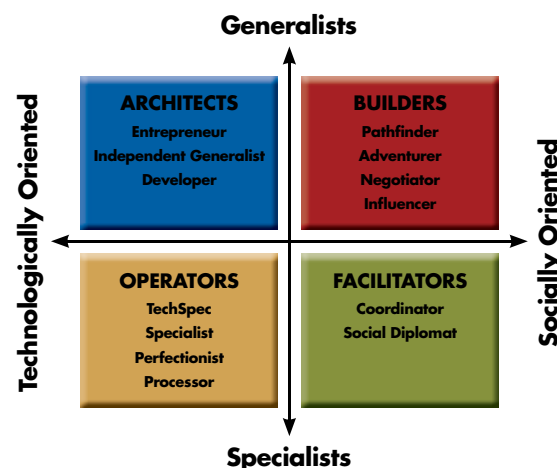 Generalists
Technologically Oriented
ARCHITECTS
Entrepreneur
Independent Generalist
Developer
BUILDERS
Pathfinder
Adventurer
Negotiator
Influencer
Socially Oriented
OPERATORS
TechSpec
Specialist
Perfectionist
Processor
FACILITATORS
Coordinator
Social Diplomat
Specialists